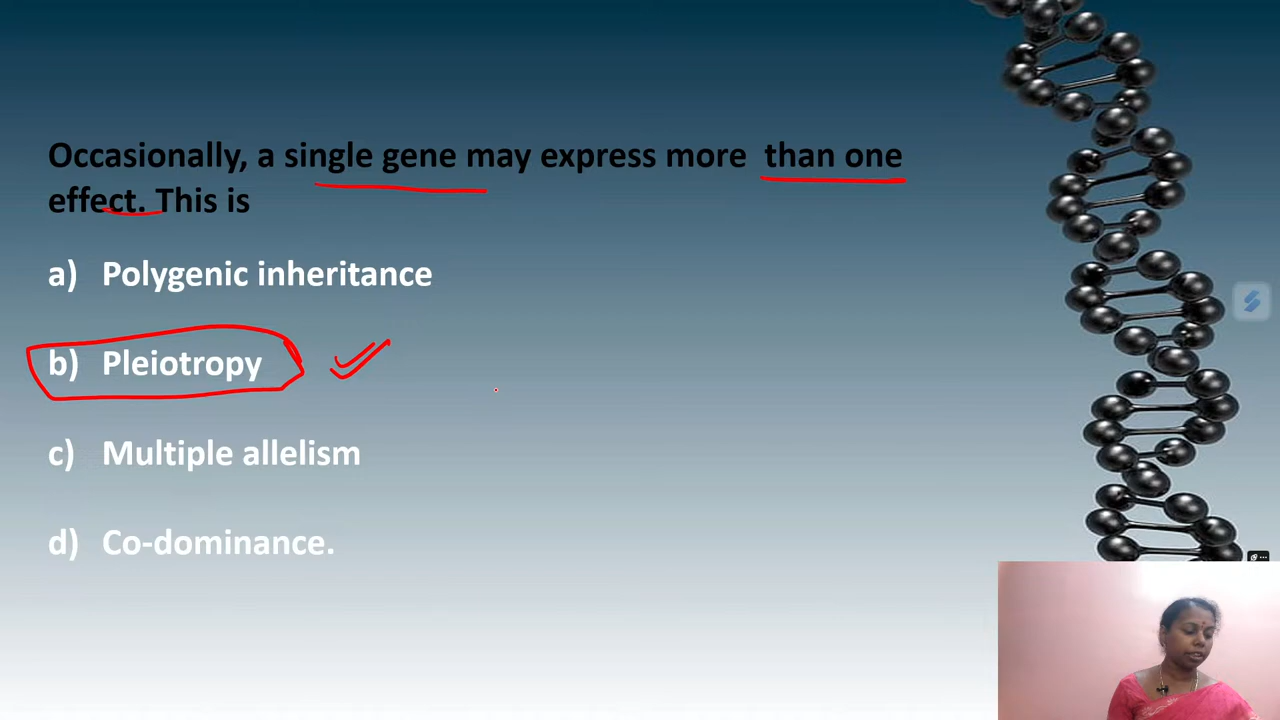 Occasionally, a single gene may express more than one
effect. This is
a) Polygenic inheritance
b) Pleiotropy
c) Multiple allelism
d) Co-dominance.